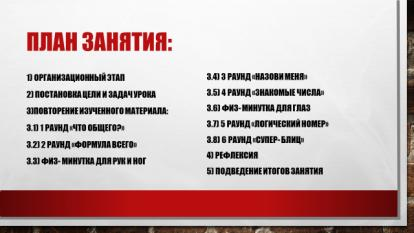 ПЛАН ЗАНЯТИЯ:
1) ОРГАНИЗАЦИОННЫЙ ЭТАП
2) ПОСТАНОВКА ЦЕЛИ И ЗАДАЧ УРОКА
3)ПОВТОРЕНИЕ ИЗУЧЕННОГО МАТЕРИАЛА:
3.1) 1 РАУНД «ЧТО ОБЩЕГО?»
3.2) 2 РАУНД «ФОРМУЛА ВСЕГО»
3.3) ФИЗ- МИНУТКА ДЛЯ РУК И НОГ
3.4) 3 РАУНД «НАЗОВИ МЕНЯ»
3.5) 4 РАУНД «ЗНАКОМЫЕ ЧИСЛА»
3.6) ФИЗ- МИНУТКА ДЛЯ ГЛАЗ
3.7) 5 РАУНД «ЛОГИЧЕСКИЙ НОМЕР»
3.8) 6 РАУНД «СУПЕР- БЛИЦ»
4) РЕФЛЕКСИЯ
5) ПОДВЕДЕНИЕ ИТОГОВ ЗАНЯТИЯ